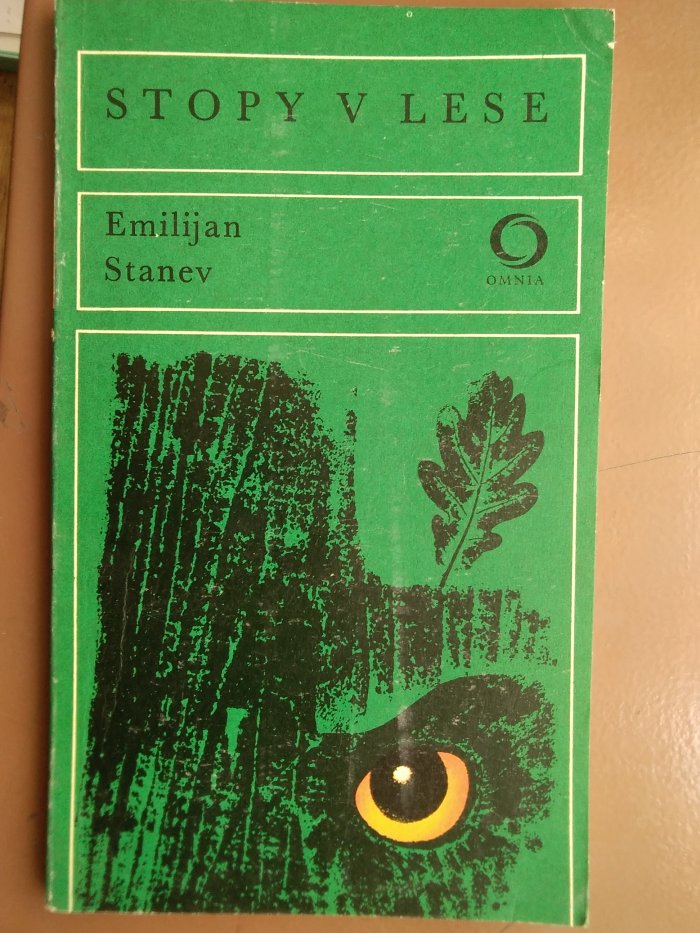 STOPY V LESE
Emilijan
Stanev
OMNIA